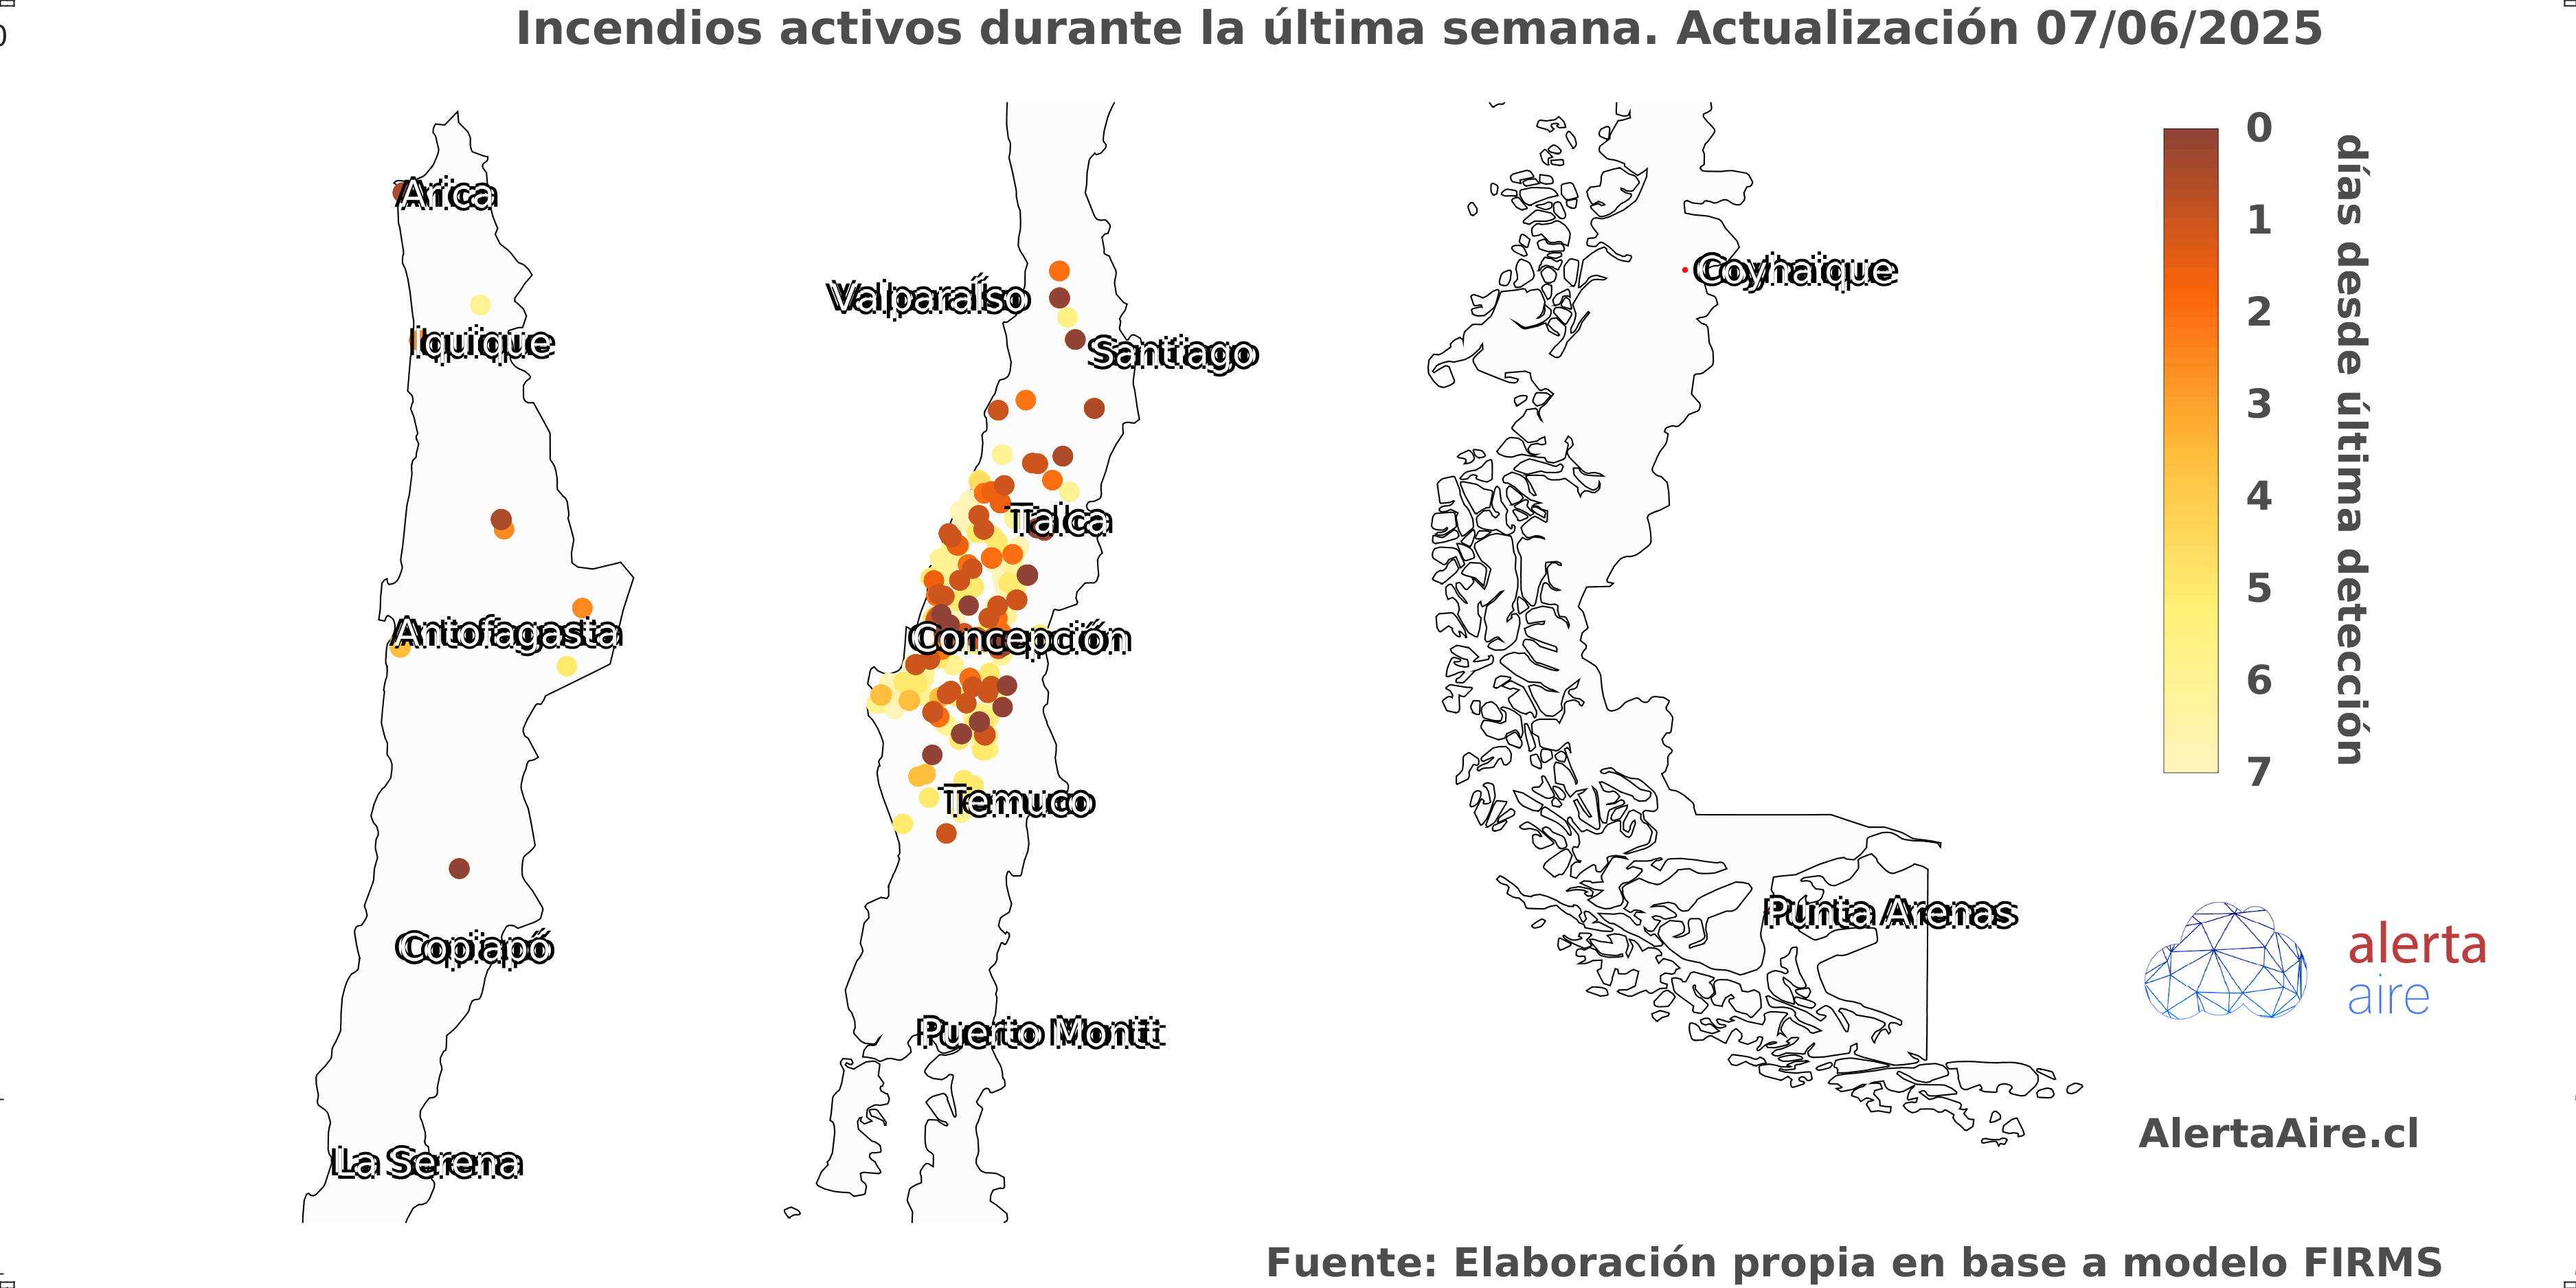 Incendios activos durante la última semana. Actualización 07/06/2025
Arica
Iquique
Antofagasta
Copiapó
La Serena
Valparaíso
Santiago
Talca
Concepción
Temuco
Puerto Montt
Coyhaique
Punta Arenas
0
1
2
3
4
5
6
7
días desde última detección
alerta
aire
AlertaAire.cl
Fuente: Elaboración propia en base a modelo FIRMS